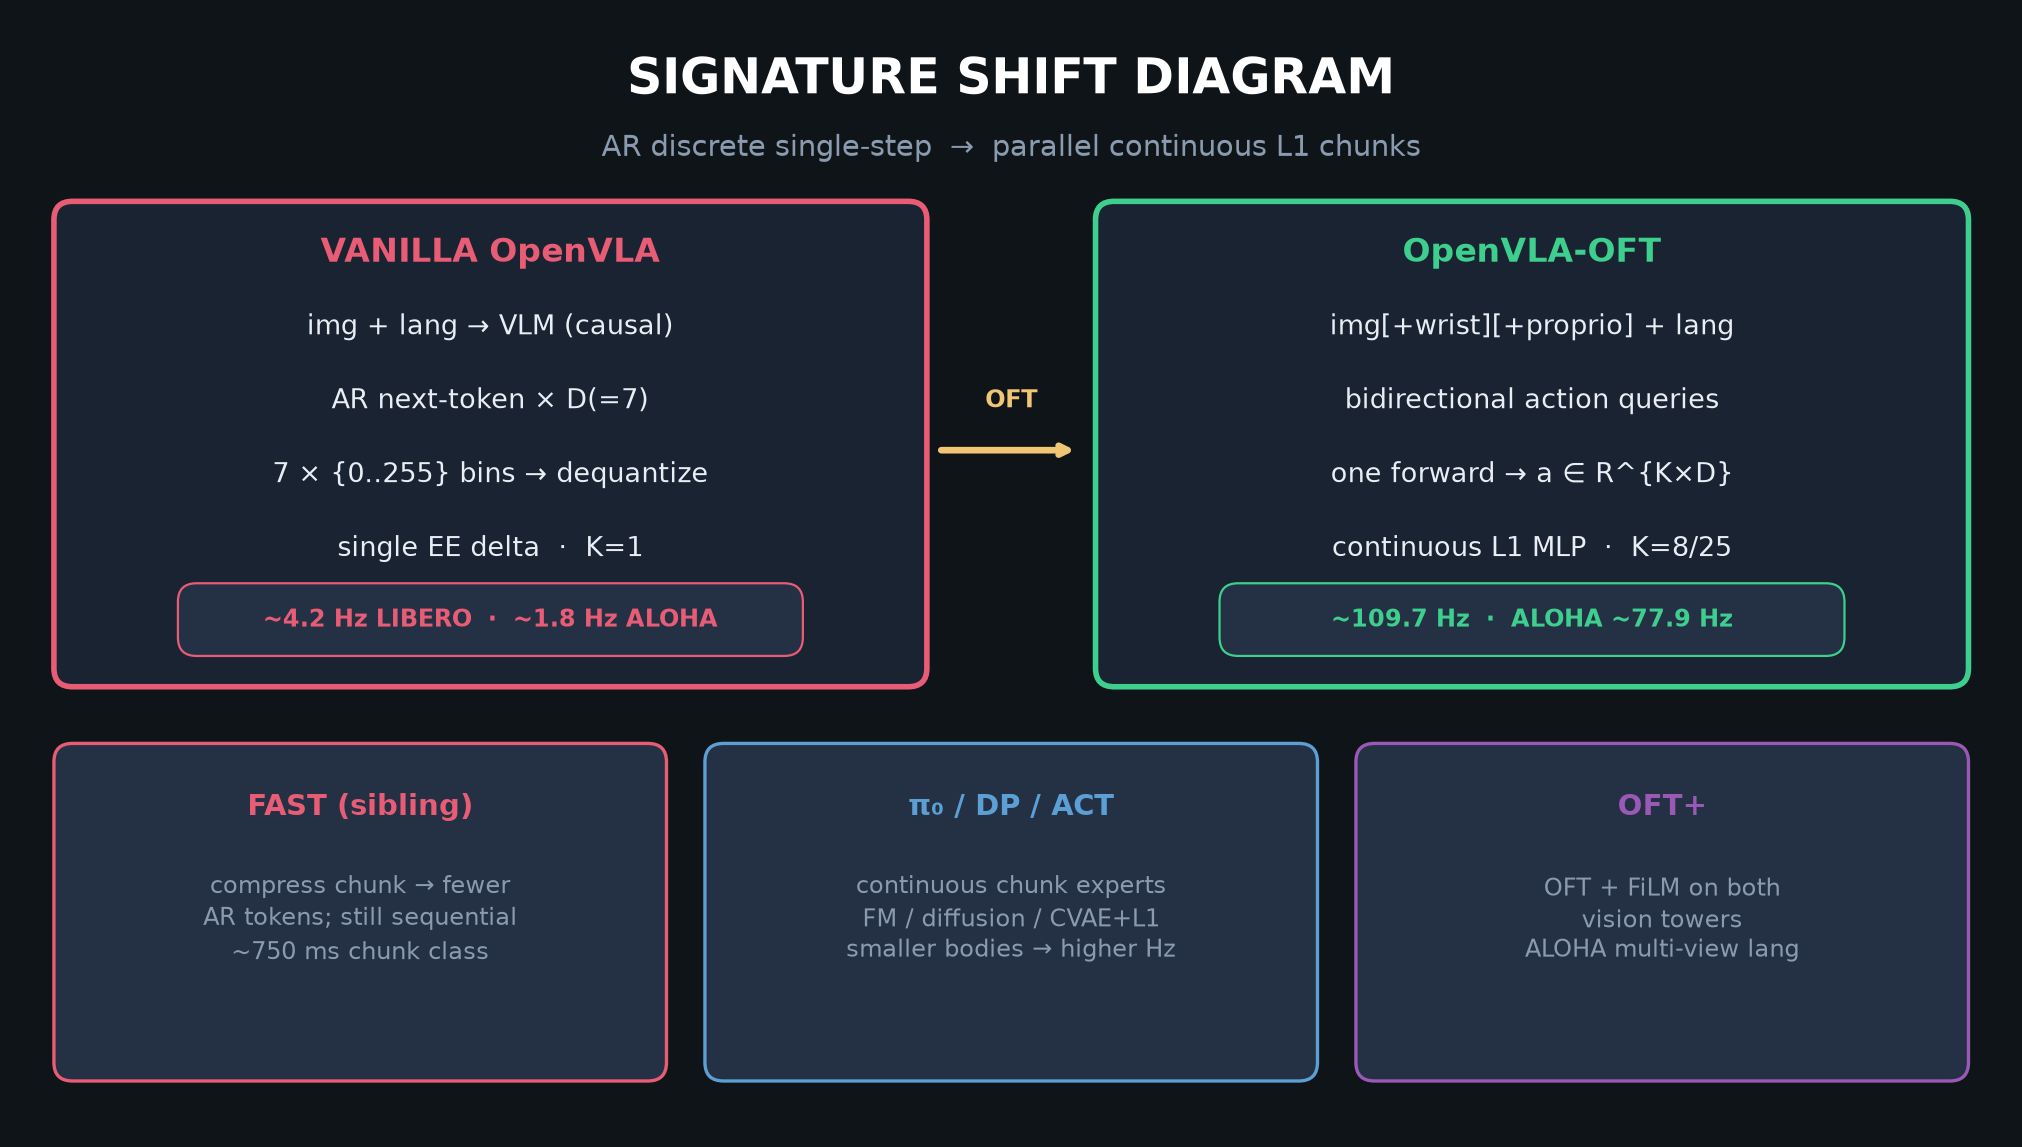 SIGNATURE SHIFT DIAGRAM
AR discrete single-step → parallel continuous L1 chunks
VANILLA OpenVLA
img + lang → VLM (causal)
AR next-token × D(=7)
7 × {0..255} bins → dequantize
single EE delta · K=1
~4.2 Hz LIBERO · ~1.8 Hz ALOHA
OFT
OpenVLA-OFT
img[+wrist][+proprio] + lang
bidirectional action queries
one forward → a ∈ R^{K×D}
continuous L1 MLP · K=8/25
~109.7 Hz · ALOHA ~77.9 Hz
FAST (sibling)
compress chunk → fewer
AR tokens; still sequential
~750 ms chunk class
π₀ / DP / ACT
continuous chunk experts
FM / diffusion / CVAE+L1
smaller bodies → higher Hz
OFT+
OFT + FiLM on both
vision towers
ALOHA multi-view lang